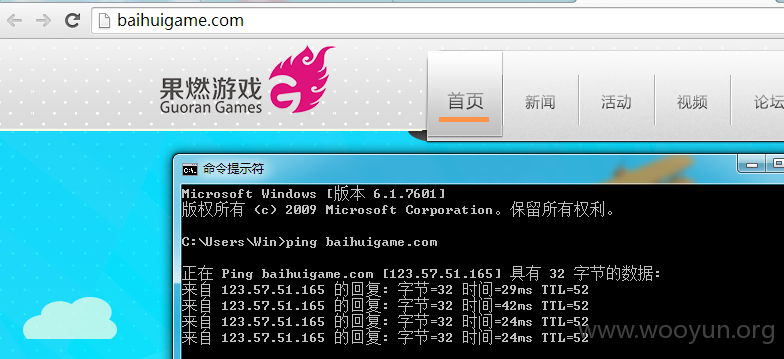 baihuigame.com
果燃游戏
Guoran Games
首页 新闻 活动 视频 论坛
命令提示符
Microsoft Windows [版本 6.1.7601]
版权所有 (c) 2009 Microsoft Corporation。保留所有权利。
C:\Users\Win>ping baihuigame.com
正在 Ping baihuigame.com [123.57.51.165] 具有 32 字节的数据:
来自 123.57.51.165 的回复: 字节=32 时间=29ms TTL=52
来自 123.57.51.165 的回复: 字节=32 时间=42ms TTL=52
来自 123.57.51.165 的回复: 字节=32 时间=24ms TTL=52
来自 123.57.51.165 的回复: 字节=32 时间=24ms TTL=52
www.wooyun.org